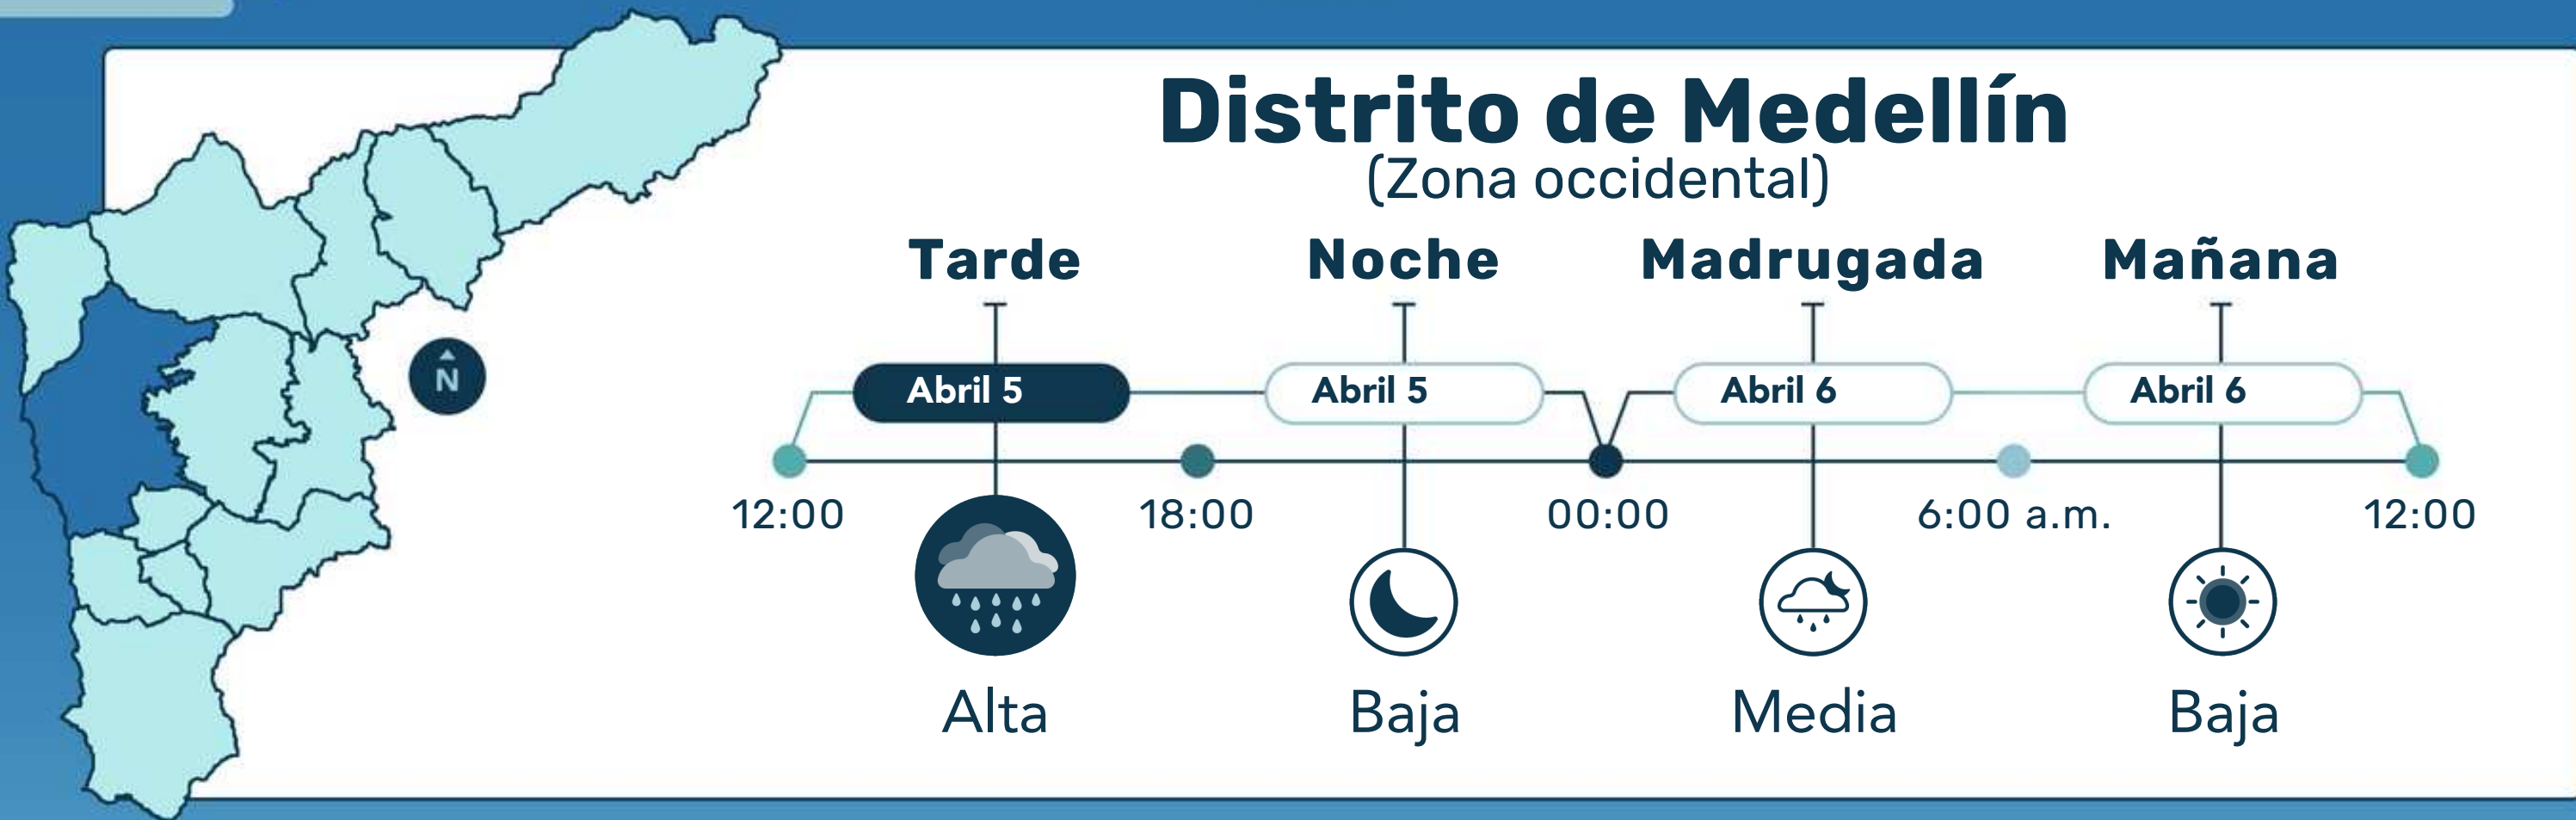 Distrito de Medellín
(Zona occidental)
Tarde Noche Madrugada Mañana
Abril 5 Abril 5 Abril 6 Abril 6
N
12:00 18:00 00:00 6:00 a.m. 12:00
Alta Baja Media Baja